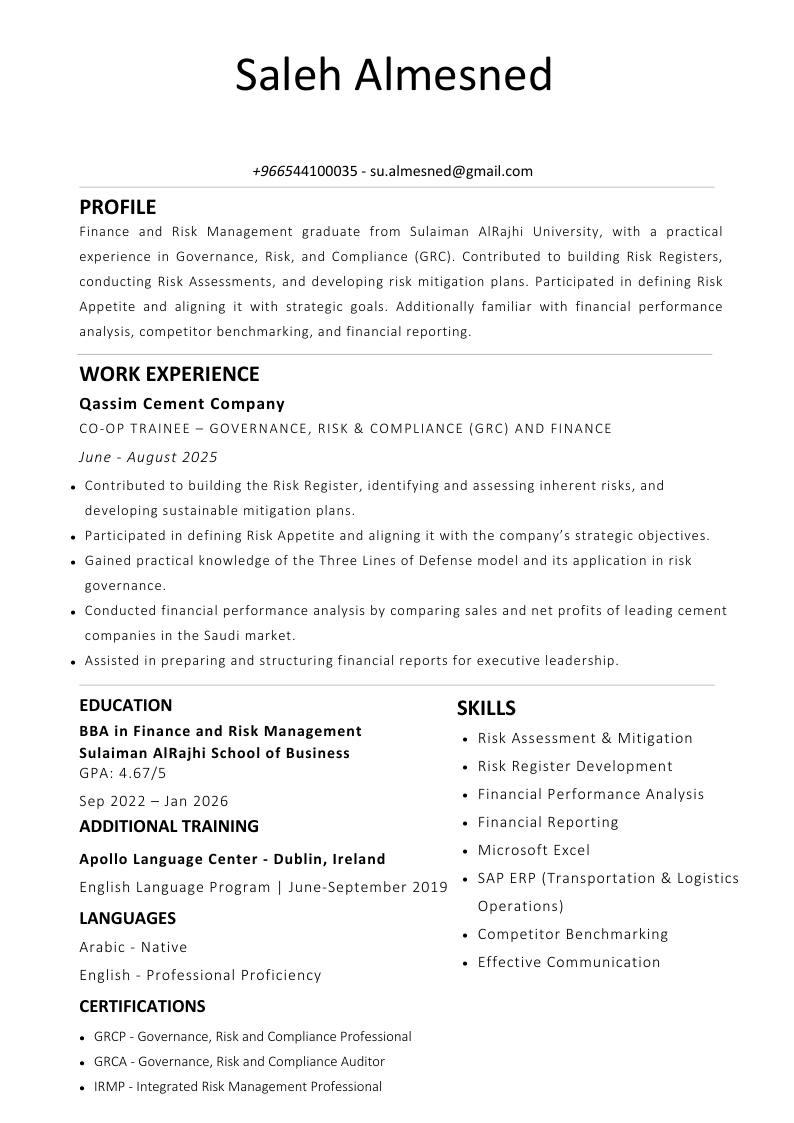 Saleh Almesned
+966544100035 - su.almesned@gmail.com
PROFILE
Finance and Risk Management graduate from Sulaiman AlRajhi University, with a practical
experience in Governance, Risk, and Compliance (GRC). Contributed to building Risk Registers,
conducting Risk Assessments, and developing risk mitigation plans. Participated in defining Risk
Appetite and aligning it with strategic goals. Additionally familiar with financial performance
analysis, competitor benchmarking, and financial reporting.
WORK EXPERIENCE
Qassim Cement Company
CO-OP TRAINEE – GOVERNANCE, RISK & COMPLIANCE (GRC) AND FINANCE
June - August 2025
• Contributed to building the Risk Register, identifying and assessing inherent risks, and
developing sustainable mitigation plans.
• Participated in defining Risk Appetite and aligning it with the company’s strategic objectives.
• Gained practical knowledge of the Three Lines of Defense model and its application in risk
governance.
• Conducted financial performance analysis by comparing sales and net profits of leading cement
companies in the Saudi market.
• Assisted in preparing and structuring financial reports for executive leadership.
EDUCATION
BBA in Finance and Risk Management
Sulaiman AlRajhi School of Business
GPA: 4.67/5
Sep 2022 – Jan 2026
ADDITIONAL TRAINING
Apollo Language Center - Dublin, Ireland
English Language Program | June-September 2019
LANGUAGES
Arabic - Native
English - Professional Proficiency
CERTIFICATIONS
• GRCP - Governance, Risk and Compliance Professional
• GRCA - Governance, Risk and Compliance Auditor
• IRMP - Integrated Risk Management Professional
SKILLS
• Risk Assessment & Mitigation
• Risk Register Development
• Financial Performance Analysis
• Financial Reporting
• Microsoft Excel
• SAP ERP (Transportation & Logistics
Operations)
• Competitor Benchmarking
• Effective Communication